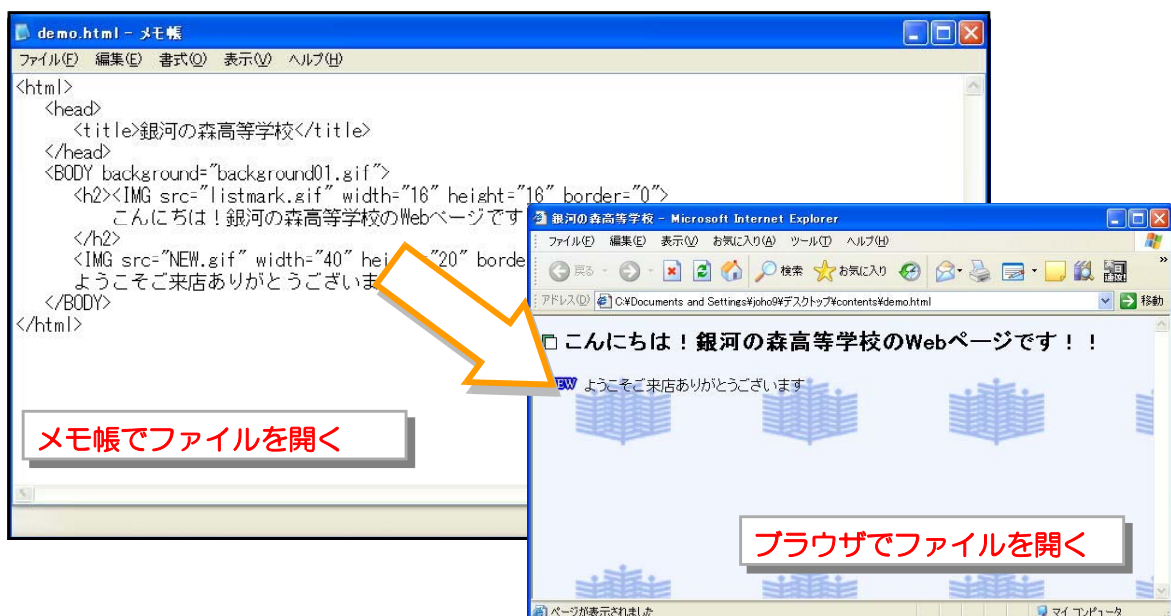 demo.html - メモ帳
ファイル(F) 編集(E) 書式(O) 表示(V) ヘルプ(H)
<html>
<head>
<title>銀河の森高等学校</title>
</head>
<BODY background="background01.gif">
<h2><IMG src="listmark.gif" width="16" height="16" border="0">
こんにちは！銀河の森高等学校のWebページです
</h2>
<IMG src="NEW.gif" width="40" hei "20" borde
ようこそご来店ありがとうございま
</BODY>
</html>
メモ帳でファイルを開く
銀河の森高等学校 - Microsoft Internet Explorer
ファイル(F) 編集(E) 表示(V) お気に入り(A) ツール(T) ヘルプ(H)
戻る 検索 お気に入り
アドレス(D) C:¥Documents and Settings¥joho9¥デスクトップ¥contents¥demo.html 移動
こんにちは！銀河の森高等学校のWebページです！！
ようこそご来店ありがとうございます
ブラウザでファイルを開く
ページが表示されました マイ コンピュータ